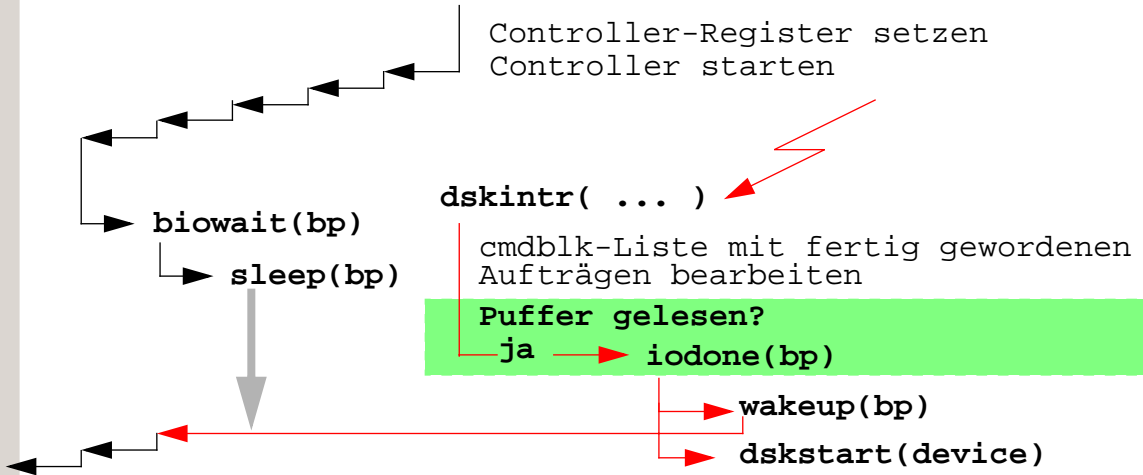 Controller-Register setzen
Controller starten
dskintr( ... )
biowait(bp)
cmdblk-Liste mit fertig gewordenen
Aufträgen bearbeiten
sleep(bp)
Puffer gelesen?
ja
iodone(bp)
wakeup(bp)
dskstart(device)